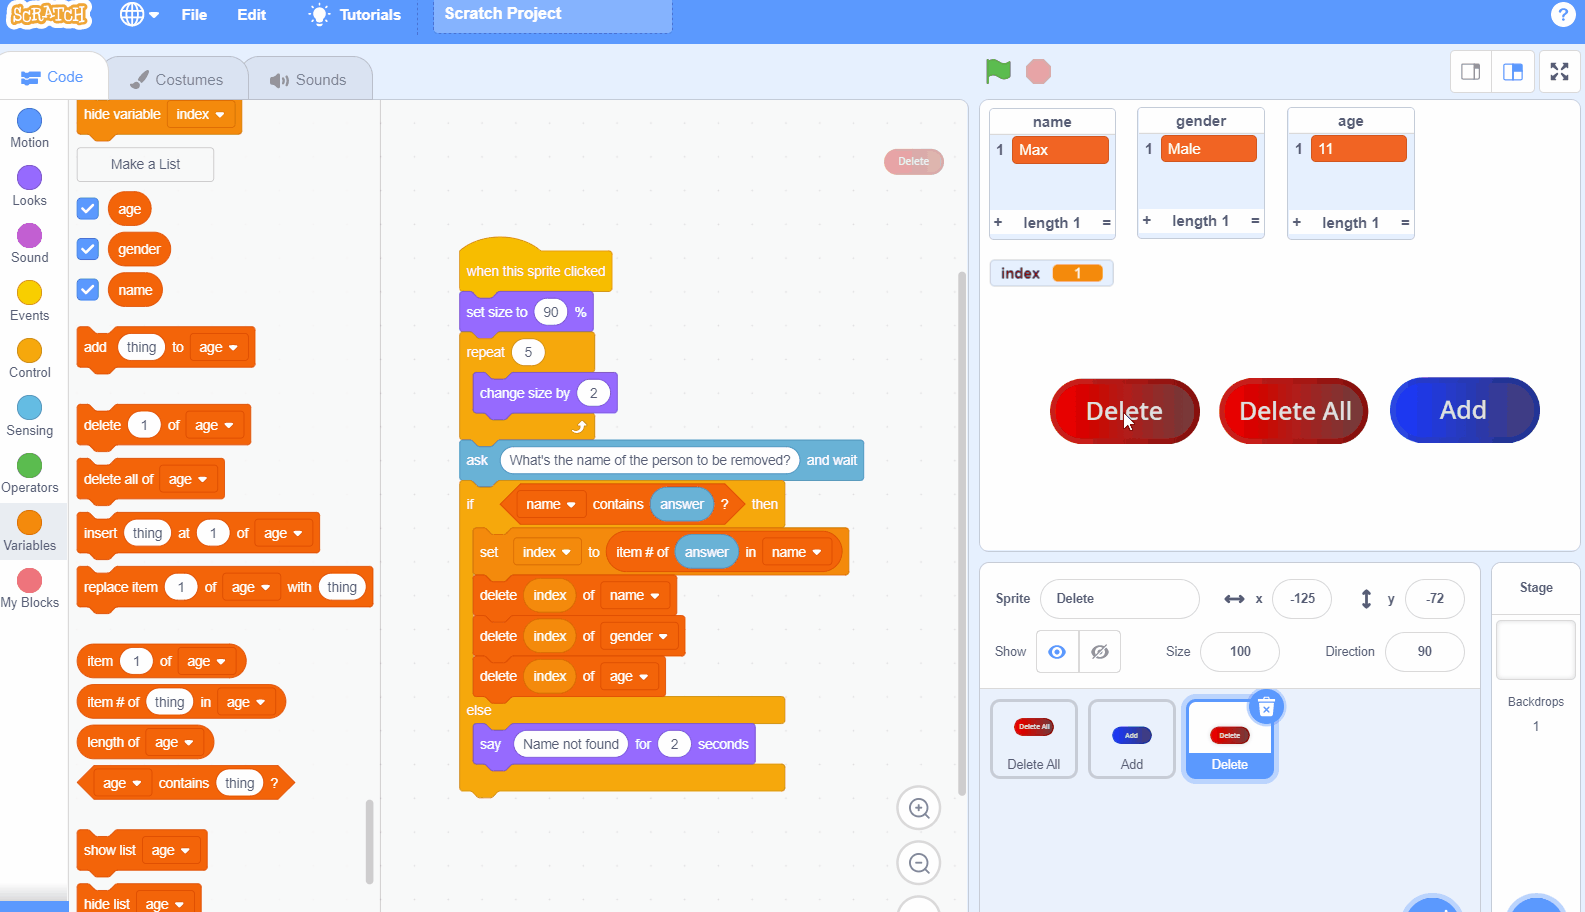 SCRATCH File Edit Tutorials Scratch Project ?
Code Costumes Sounds
Motion
Looks
Sound
Events
Control
Sensing
Operators
Variables
My Blocks
hide variable index
Make a List
age
gender
name
add thing to age
delete 1 of age
delete all of age
insert thing at 1 of age
replace item 1 of age with thing
item 1 of age
item # of thing in age
length of age
age contains thing ?
show list age
hide list age
Delete
when this sprite clicked
set size to 90 %
repeat 5
change size by 2
ask What's the name of the person to be removed? and wait
if name contains answer ? then
set index to item # of answer in name
delete index of name
delete index of gender
delete index of age
else
say Name not found for 2 seconds
name gender age
1 Max 1 Male 1 11
+ length 1 = + length 1 = + length 1 =
index 1
Delete Delete All Add
Sprite Delete x -125 y -72
Show Size 100 Direction 90
Delete All Add Delete
Delete All Add Delete
Stage
Backdrops
1